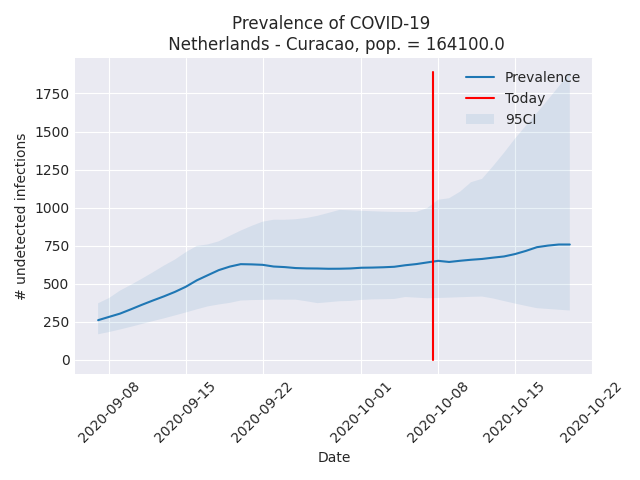 Prevalence of COVID-19
Netherlands - Curacao, pop. = 164100.0
Prevalence
Today
95CI
# undetected infections
1750
1500
1250
1000
750
500
250
0
2020-09-08
2020-09-15
2020-09-22
2020-10-01
2020-10-08
2020-10-15
2020-10-22
Date